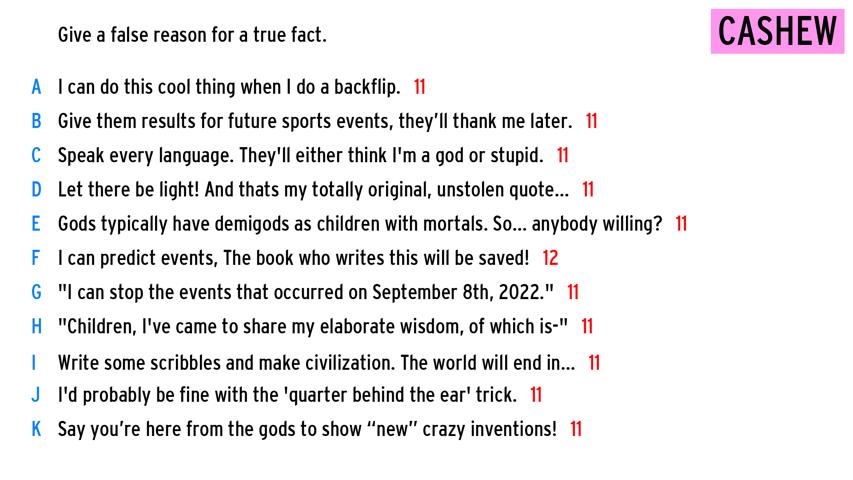 Give a false reason for a true fact.
CASHEW
A I can do this cool thing when I do a backflip. 11
B Give them results for future sports events, they’ll thank me later. 11
C Speak every language. They'll either think I'm a god or stupid. 11
D Let there be light! And thats my totally original, unstolen quote... 11
E Gods typically have demigods as children with mortals. So... anybody willing? 11
F I can predict events, The book who writes this will be saved! 12
G "I can stop the events that occurred on September 8th, 2022." 11
H "Children, I've came to share my elaborate wisdom, of which is-" 11
I Write some scribbles and make civilization. The world will end in... 11
J I'd probably be fine with the 'quarter behind the ear' trick. 11
K Say you’re here from the gods to show “new” crazy inventions! 11